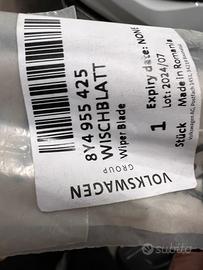 8Y4 955 425
WISCHBLATT
Wiper Blade
VOLKSWAGEN
GROUP
1
Stück
Expiry date: NONE
Lot: 2024/07
Made in Romania
subito